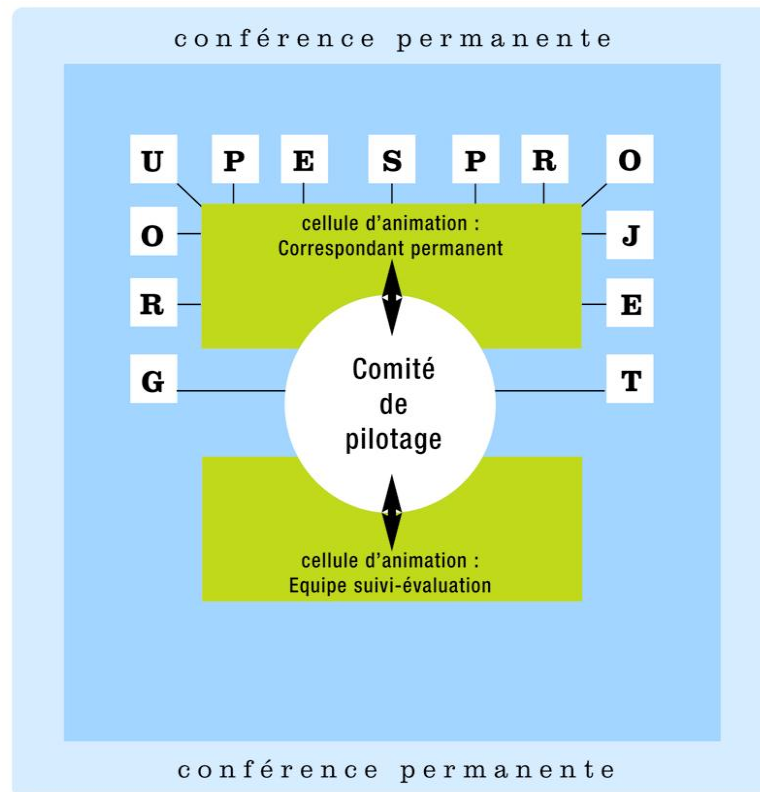 conférence permanente
U P E S P R O
O J
R E
G T
cellule d'animation :
Correspondant permanent
Comité
de
pilotage
cellule d'animation :
Equipe suivi-évaluation
conférence permanente